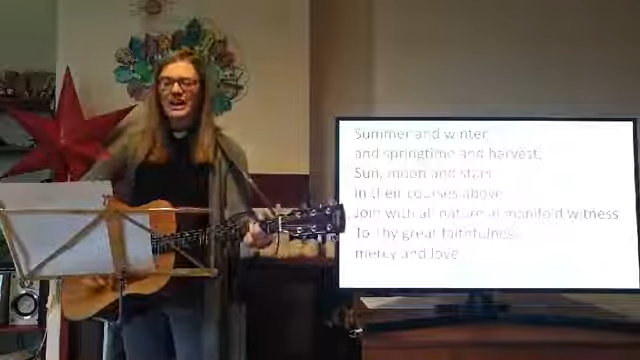 Summer and winter,
and springtime and harvest,
Sun, moon and stars
in their courses above
Join with all nature in manifold witness
To Thy great faithfulness
mercy and love